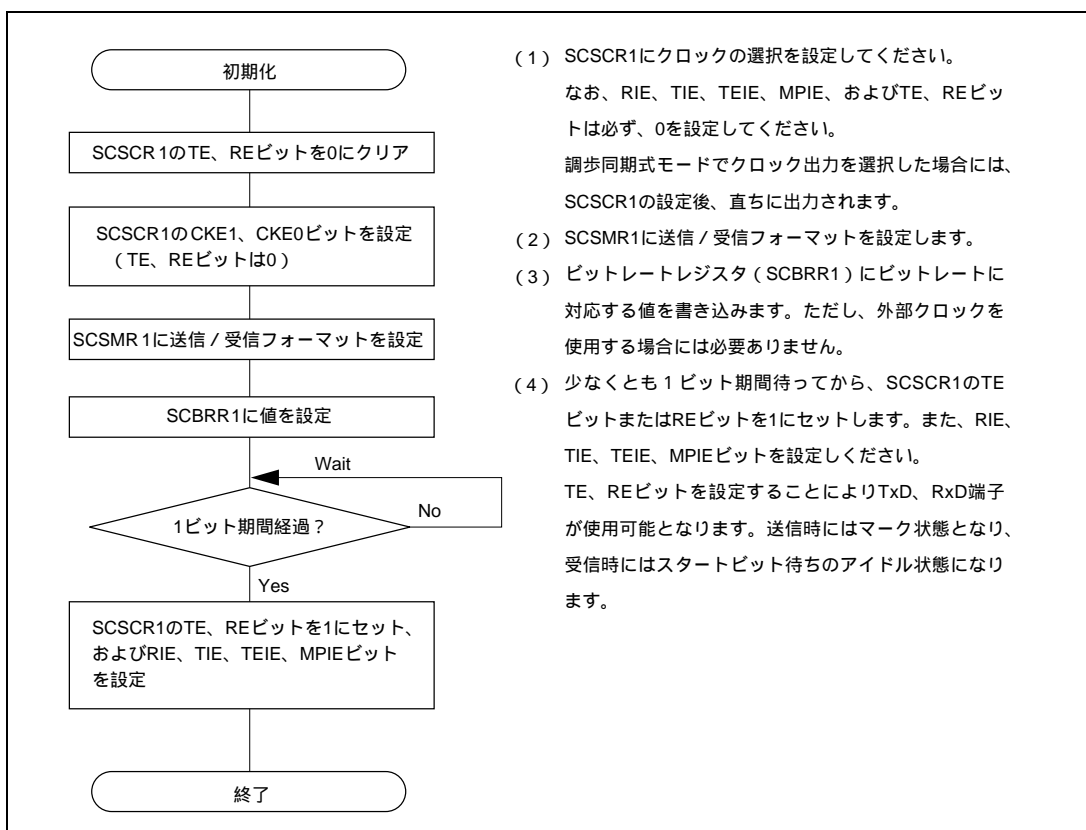 初期化
SCSCR1のTE、REビットを0にクリア
SCSCR1のCKE1、CKE0ビットを設定
（TE、REビットは0）
SCSMR1に送信／受信フォーマットを設定
SCBRR1に値を設定
Wait
1ビット期間経過？
No
Yes
SCSCR1のTE、REビットを1にセット、
およびRIE、TIE、TEIE、MPIEビット
を設定
終了
（1）SCSCR1にクロックの選択を設定してください。
なお、RIE、TIE、TEIE、MPIE、およびTE、REビッ
トは必ず、0を設定してください。
調歩同期式モードでクロック出力を選択した場合には、
SCSCR1の設定後、直ちに出力されます。
（2）SCSMR1に送信／受信フォーマットを設定します。
（3）ビットレートレジスタ（SCBRR1）にビットレートに
対応する値を書き込みます。ただし、外部クロックを
使用する場合には必要ありません。
（4）少なくとも１ビット期間待ってから、SCSCR1のTE
ビットまたはREビットを1にセットします。また、RIE、
TIE、TEIE、MPIEビットを設定しください。
TE、REビットを設定することによりTxD、RxD端子
が使用可能となります。送信時にはマーク状態となり、
受信時にはスタートビット待ちのアイドル状態になり
ます。